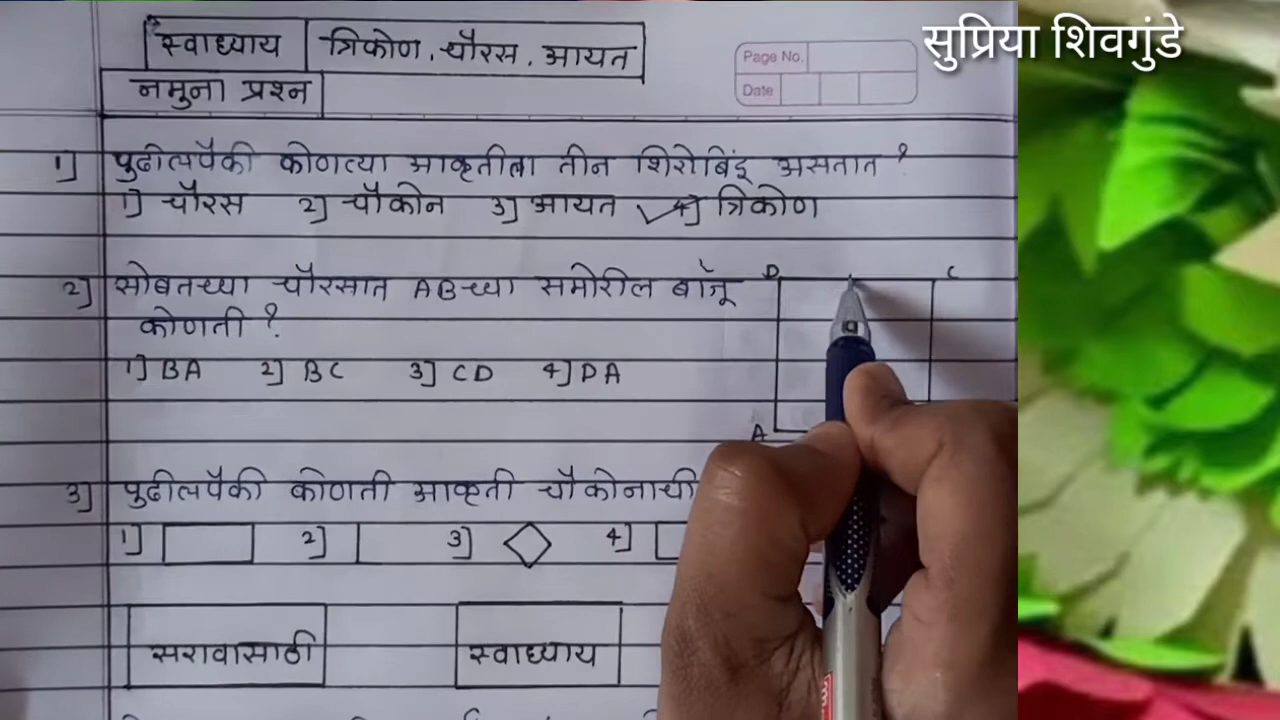 सुप्रिया शिवगुंडे
स्वाध्याय त्रिकोण, चौरस, आयत
Page No.
Date
नमुना प्रश्न
1] पुढीलपैकी कोणत्या आकृतीला तीन शिरोबिंदू असतात ?
1] चौरस 2] चौकोन 3] आयत 4] त्रिकोण
2] सोबतच्या चौरसात AB च्या समोरील बाजू
कोणती ?
D C
1] BA 2] BC 3] CD 4] DA
A
3] पुढीलपैकी कोणती आकृती चौकोनाची
1] 2] 3] 4]
सरावासाठी स्वाध्याय